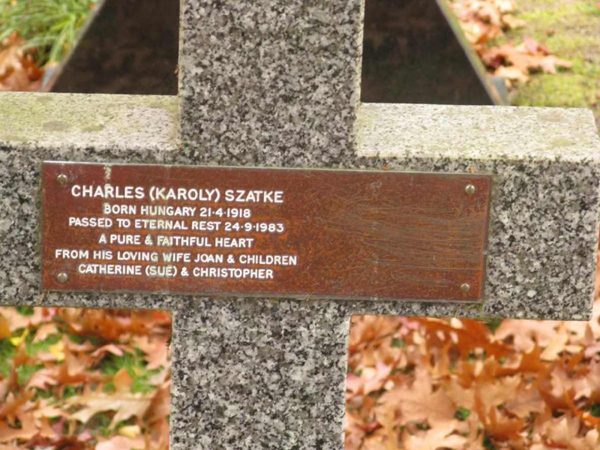 CHARLES (KAROLY) SZATKE
BORN HUNGARY 21·4·1918
PASSED TO ETERNAL REST 24·9·1983
A PURE & FAITHFUL HEART
FROM HIS LOVING WIFE JOAN & CHILDREN
CATHERINE (SUE) & CHRISTOPHER